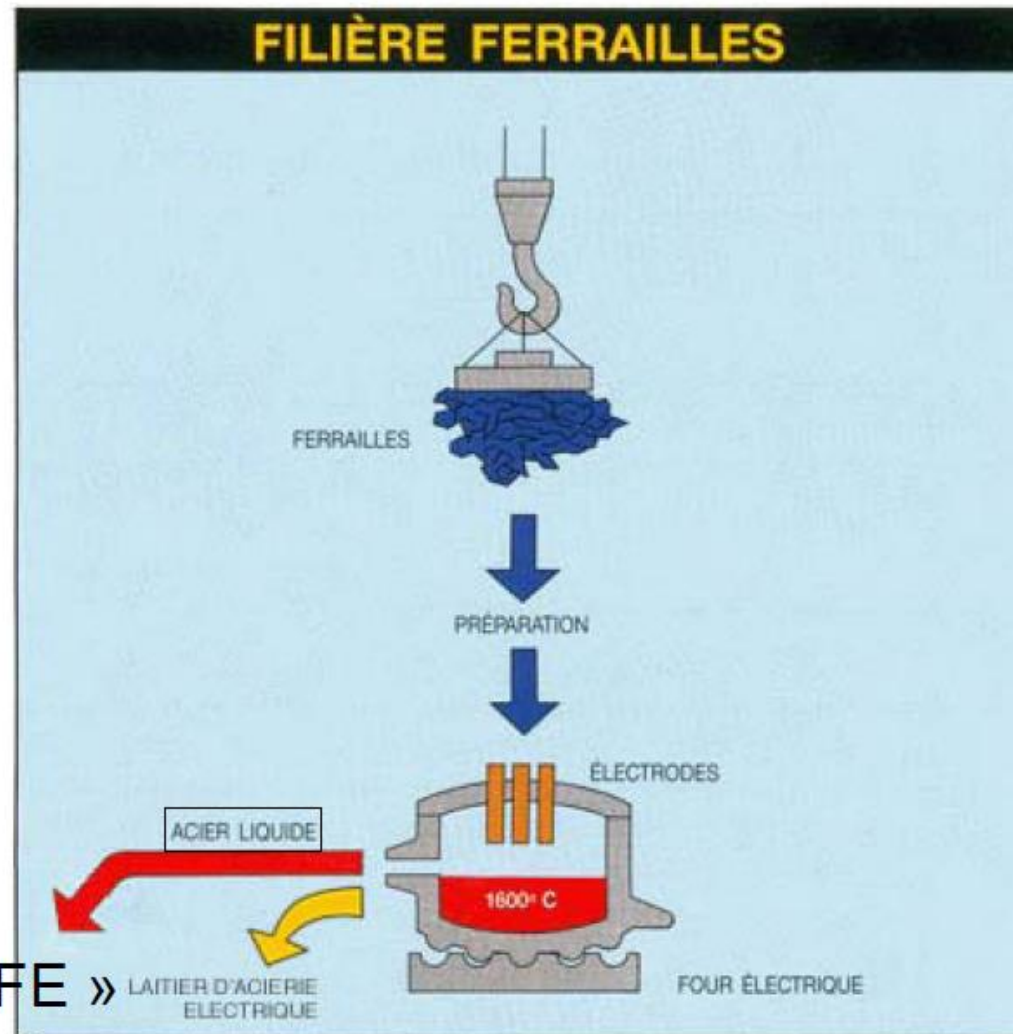 FILIÈRE FERRAILLES
FERRAILLES
PRÉPARATION
ÉLECTRODES
ACIER LIQUIDE
1600° C
FE »
LAITIER D'ACIERIE
ELECTRIQUE
FOUR ÉLECTRIQUE